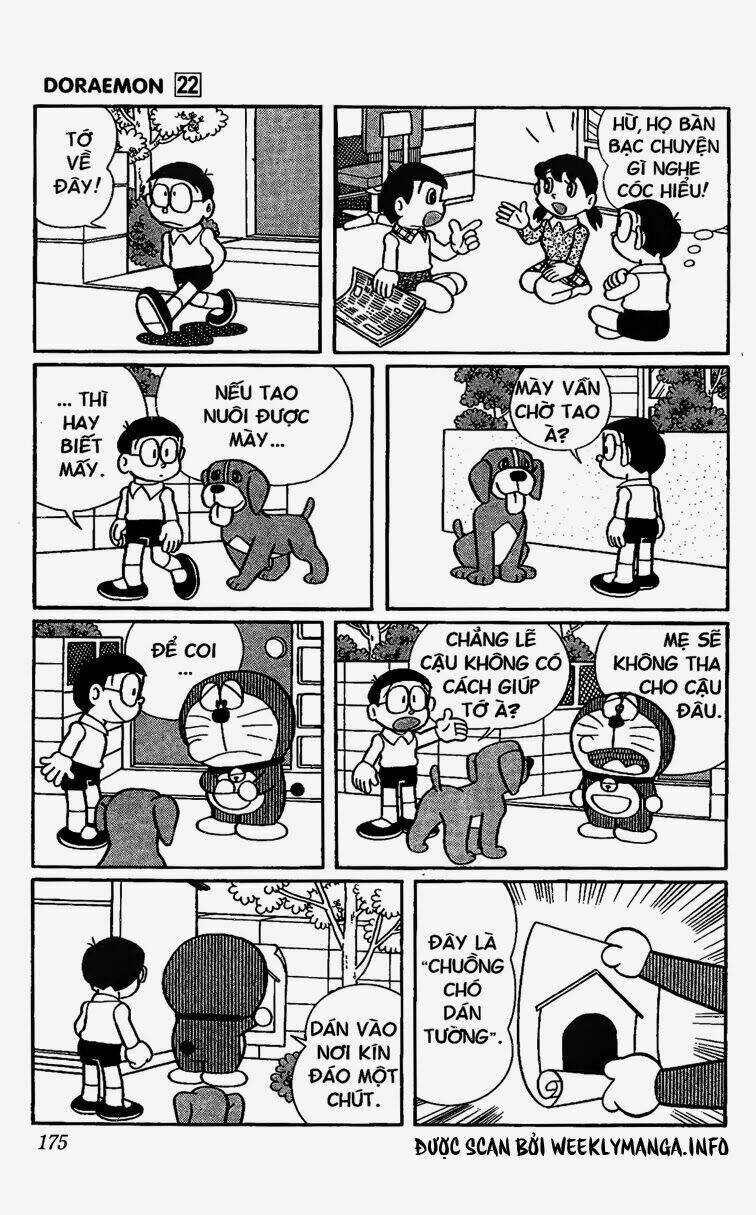 DORAEMON 22
HỪ, HỌ BÀN
BẠC CHUYỆN
GÌ NGHE
CÓC HIỂU!
TỚ
VỀ
ĐÂY!
MÀY VẪN
CHỜ TAO
À?
NẾU TAO
NUÔI ĐƯỢC
MÀY...
... THÌ
HAY
BIẾT
MẤY.
MẸ SẼ
KHÔNG THA
CHO CẬU
ĐÂU.
CHẲNG LẼ
CẬU KHÔNG CÓ
CÁCH GIÚP
TỚ À?
ĐỂ COI
...
ĐÂY LÀ
"CHUỒNG
CHÓ
DÁN
TƯỜNG".
DÁN VÀO
NƠI KÍN
ĐÁO MỘT
CHÚT.
175
ĐƯỢC SCAN BỞI WEEKLYMANGA.INFO